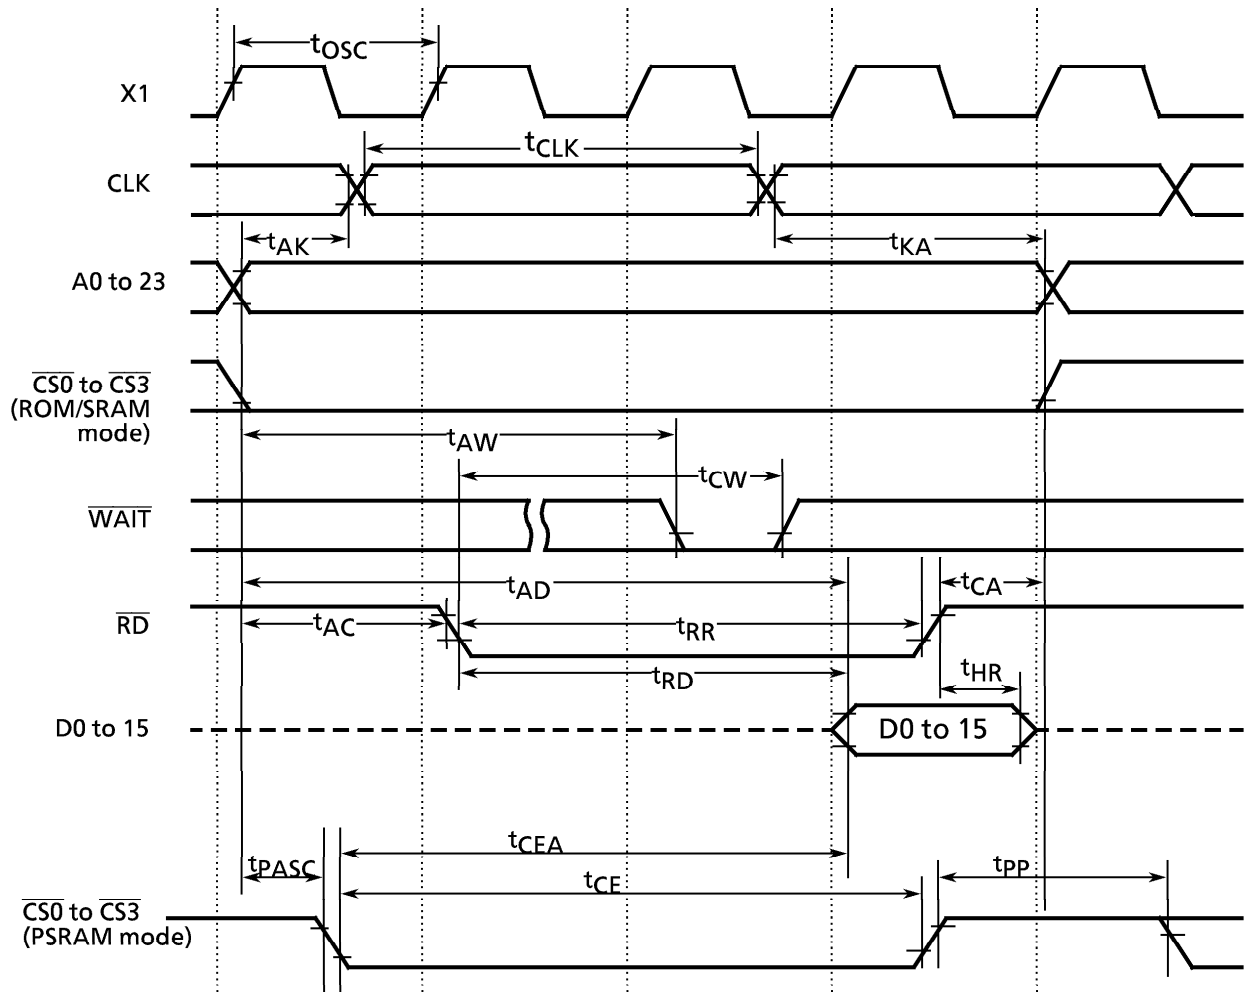 tOSC
X1
tCLK
CLK
tAK
tKA
A0 to 23
CS0 to CS3
(ROM/SRAM
mode)
tAW
tCW
WAIT
tAD
tCA
RD
tAC
tRR
tRD
tHR
D0 to 15
D0 to 15
tCEA
tPASC
tCE
tPP
CS0 to CS3
(PSRAM mode)